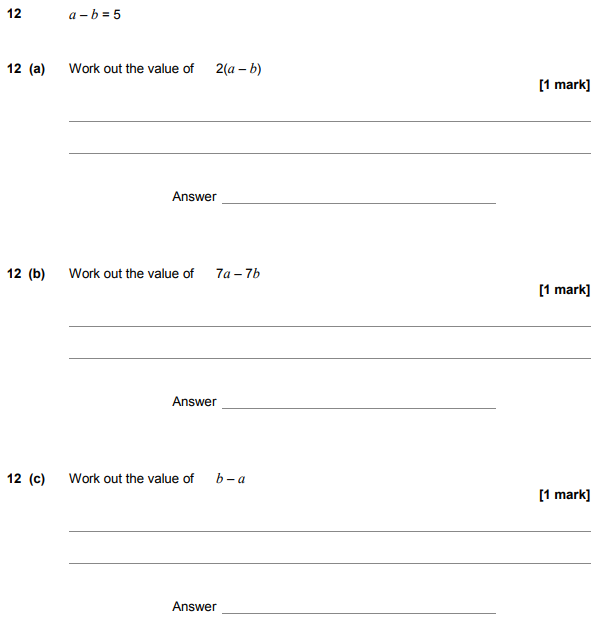 12 a – b = 5
12 (a) Work out the value of 2(a – b)
[1 mark]
Answer
12 (b) Work out the value of 7a – 7b
[1 mark]
Answer
12 (c) Work out the value of b – a
[1 mark]
Answer